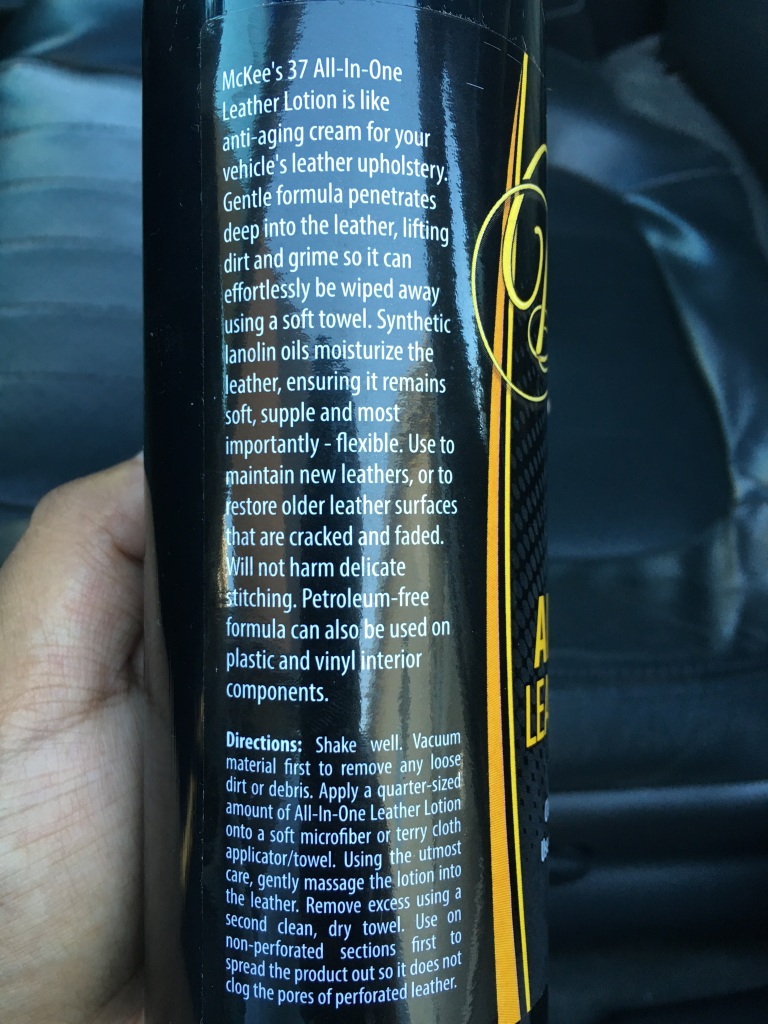 McKee's 37 All-In-One
Leather Lotion is like
anti-aging cream for your
vehicle's leather upholstery.
Gentle formula penetrates
deep into the leather, lifting
dirt and grime so it can
effortlessly be wiped away
using a soft towel. Synthetic
lanolin oils moisturize the
leather, ensuring it remains
soft, supple and most
importantly - flexible. Use to
maintain new leathers, or to
restore older leather surfaces
that are cracked and faded.
Will not harm delicate
stitching. Petroleum-free
formula can also be used on
plastic and vinyl interior
components.
Directions: Shake well. Vacuum
material first to remove any loose
dirt or debris. Apply a quarter-sized
amount of All-In-One Leather Lotion
onto a soft microfiber or terry cloth
applicator/towel. Using the utmost
care, gently massage the lotion into
the leather. Remove excess using a
second clean, dry towel. Use on
non-perforated sections first to
spread the product out so it does not
clog the pores of perforated leather.